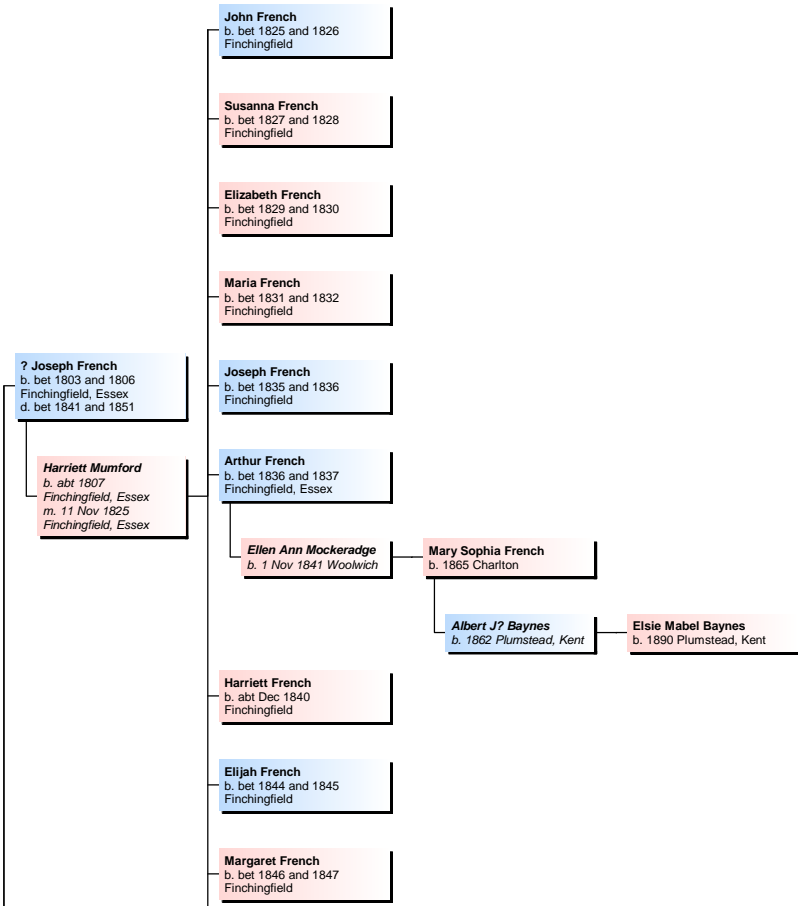 John French
b. bet 1825 and 1826
Finchingfield
Susanna French
b. bet 1827 and 1828
Finchingfield
Elizabeth French
b. bet 1829 and 1830
Finchingfield
Maria French
b. bet 1831 and 1832
Finchingfield
? Joseph French
b. bet 1803 and 1806
Finchingfield, Essex
d. bet 1841 and 1851
Joseph French
b. bet 1835 and 1836
Finchingfield
Harriett Mumford
b. abt 1807
Finchingfield, Essex
m. 11 Nov 1825
Finchingfield, Essex
Arthur French
b. bet 1836 and 1837
Finchingfield, Essex
Ellen Ann Mockeradge
b. 1 Nov 1841 Woolwich
Mary Sophia French
b. 1865 Charlton
Albert J? Baynes
b. 1862 Plumstead, Kent
Elsie Mabel Baynes
b. 1890 Plumstead, Kent
Harriett French
b. abt Dec 1840
Finchingfield
Elijah French
b. bet 1844 and 1845
Finchingfield
Margaret French
b. bet 1846 and 1847
Finchingfield